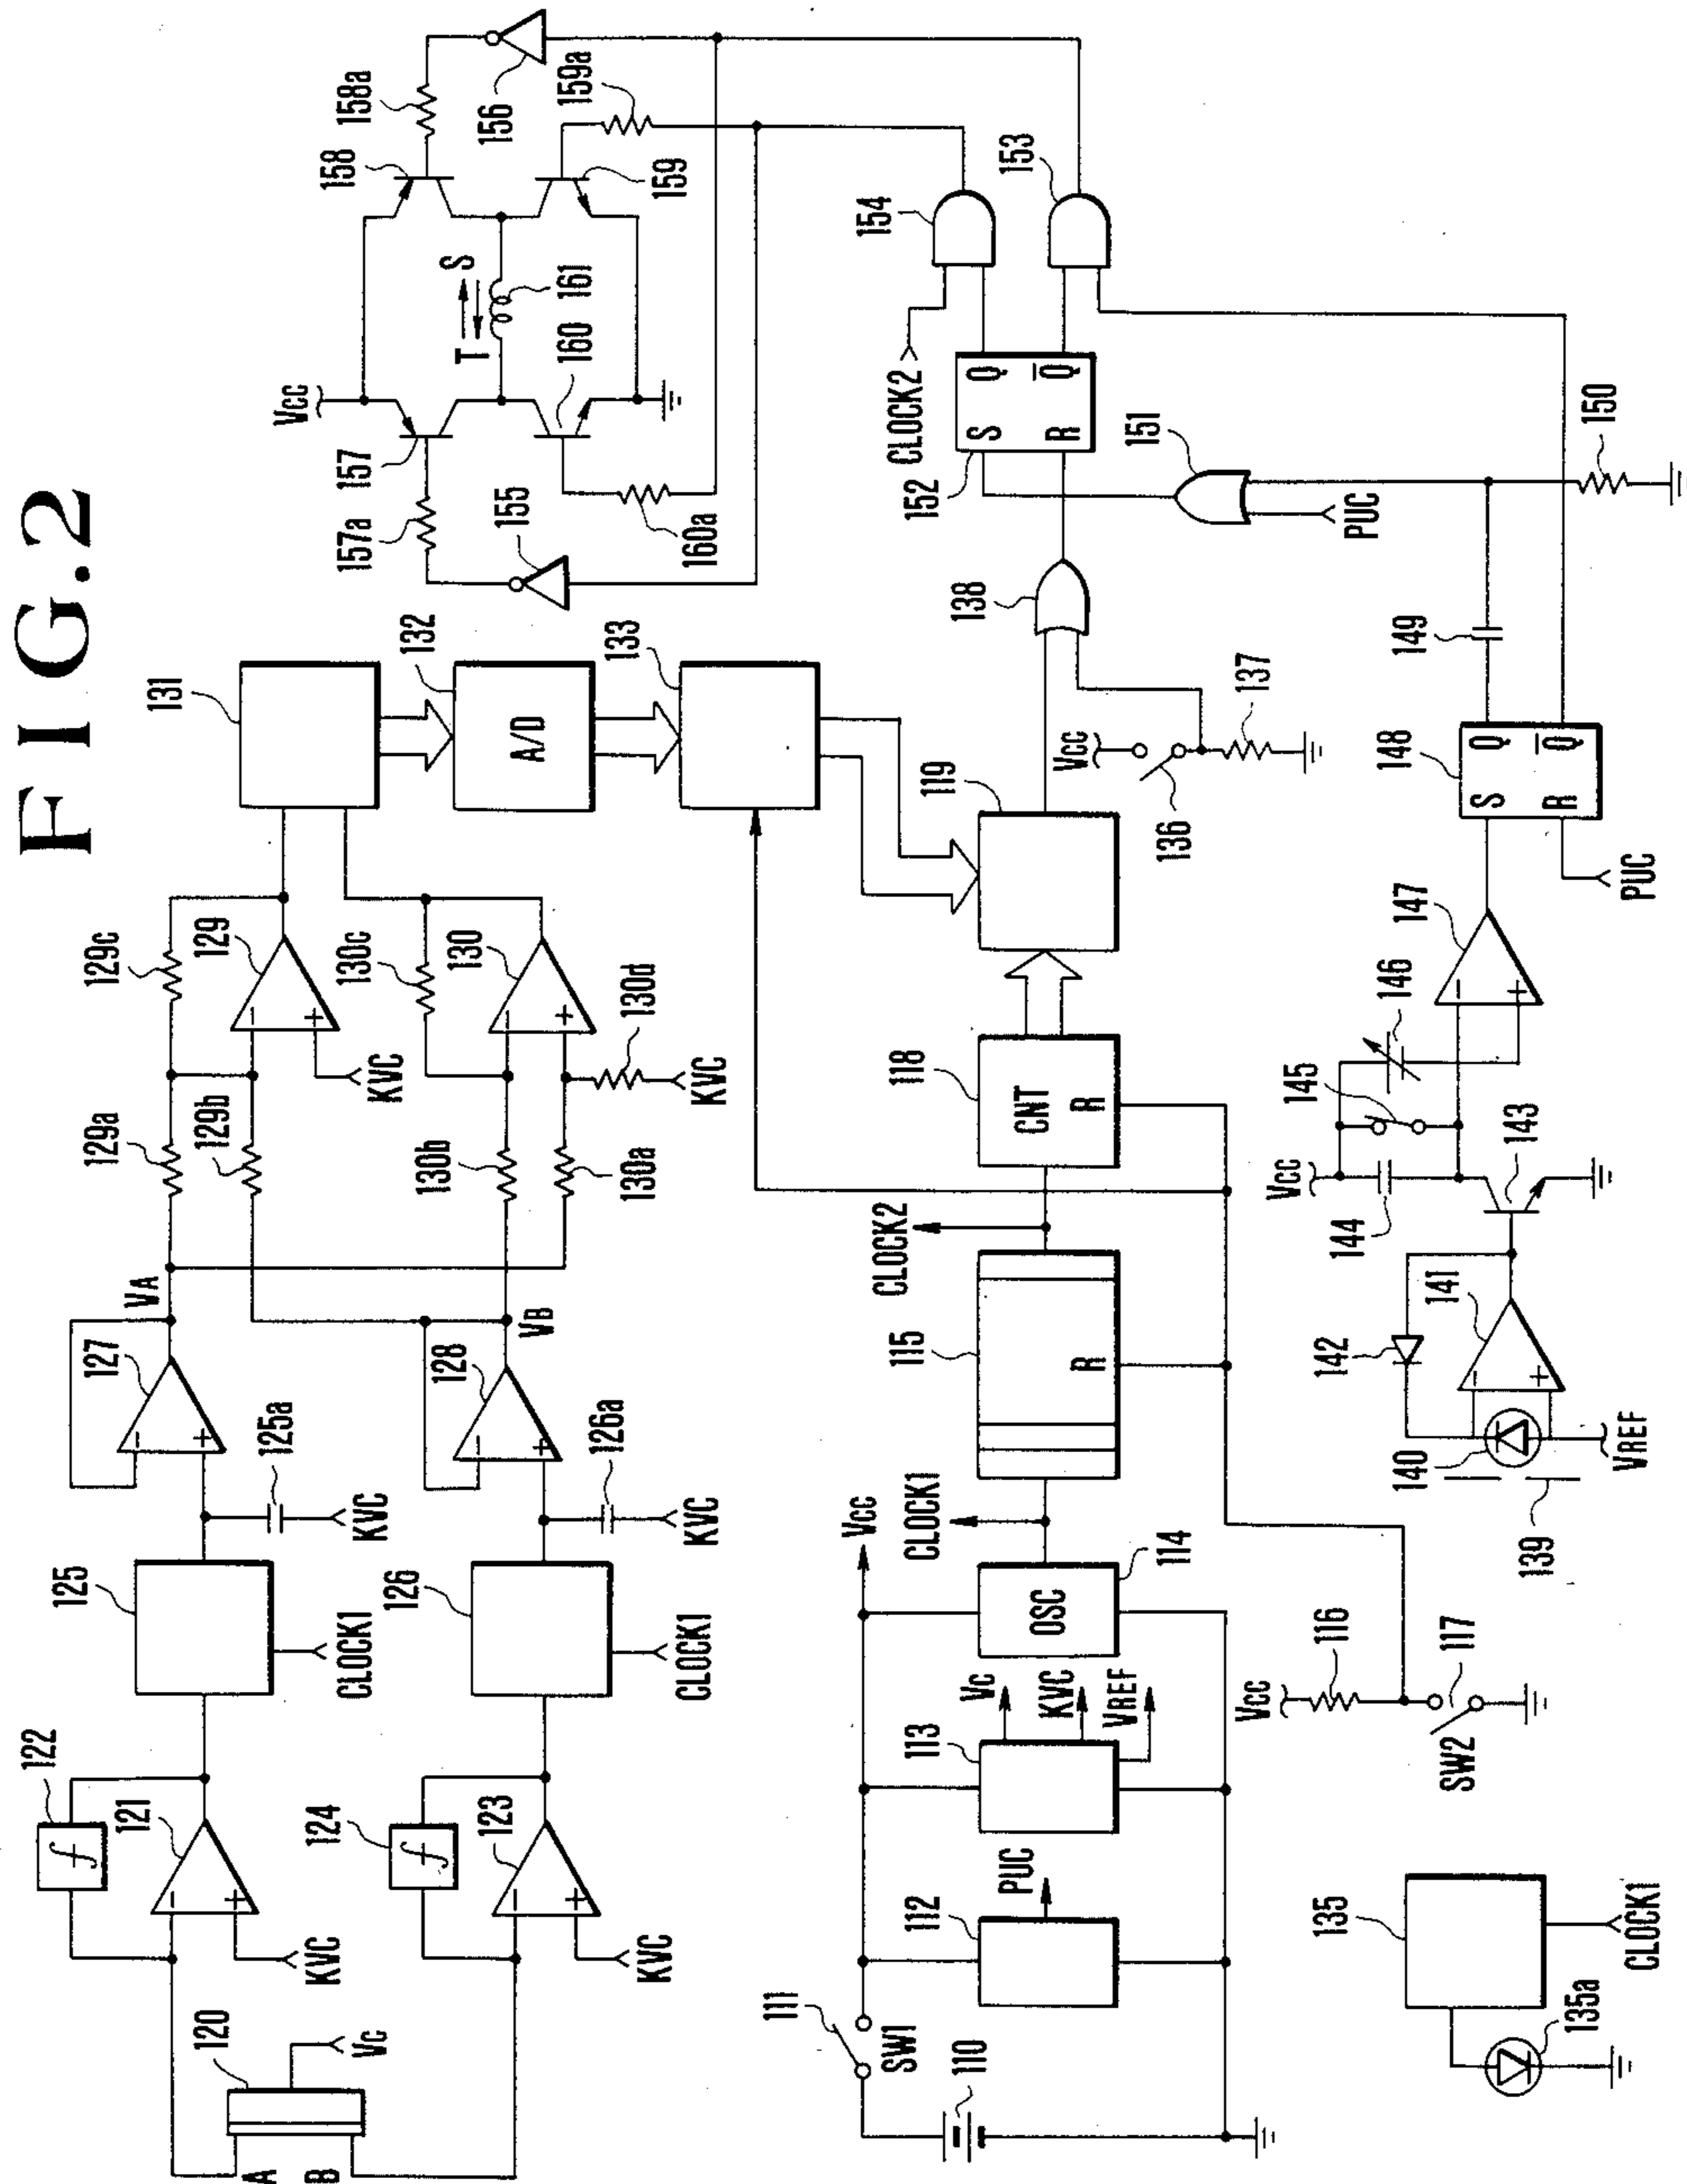 FIG.2
122
121
KVC
125
CLOCK1
125a
KVC
127
VA
129a
129b
129c
129
KVC
131
120
A
B
VC
124
123
KVC
126
CLOCK1
126a
KVC
128
VB
130b
130a
130c
130
130d
KVC
132
A/D
133
VCC
157a
157
155
T
S
161
160
160a
158a
158
156
159a
159
111
SW1
110
112
PUC
113
VC
KVC
VREF
VCC
OSC
114
CLOCK1
115
R
CLOCK2
118
CNT
R
119
VCC
136
137
138
CLOCK2
152
S
Q
R
Q
154
153
VCC
116
117
SW2
135
135a
CLOCK1
139
140
VREF
141
142
VCC
144
143
145
146
147
PUC
148
S
Q
R
Q
149
PUC
151
150